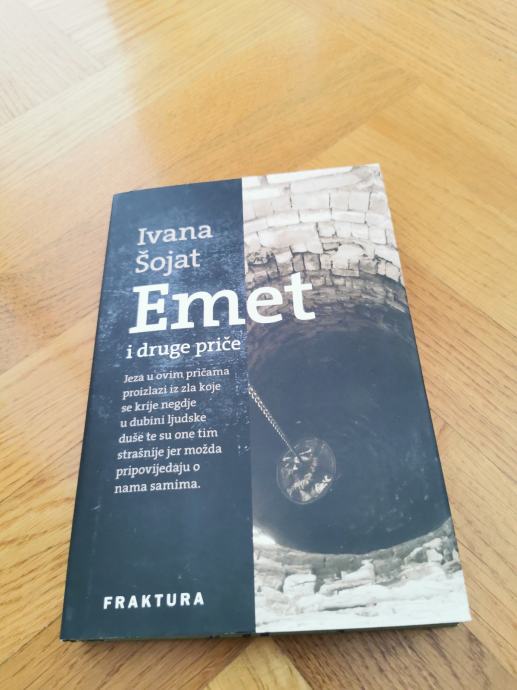 Ivana
Šojat
Emet
i druge priče
Jeza u ovim pričama
proizlazi iz zla koje
se krije negdje
u dubini ljudske
duše te su one tim
strašnije jer možda
pripovijedaju o
nama samima.
FRAKTURA